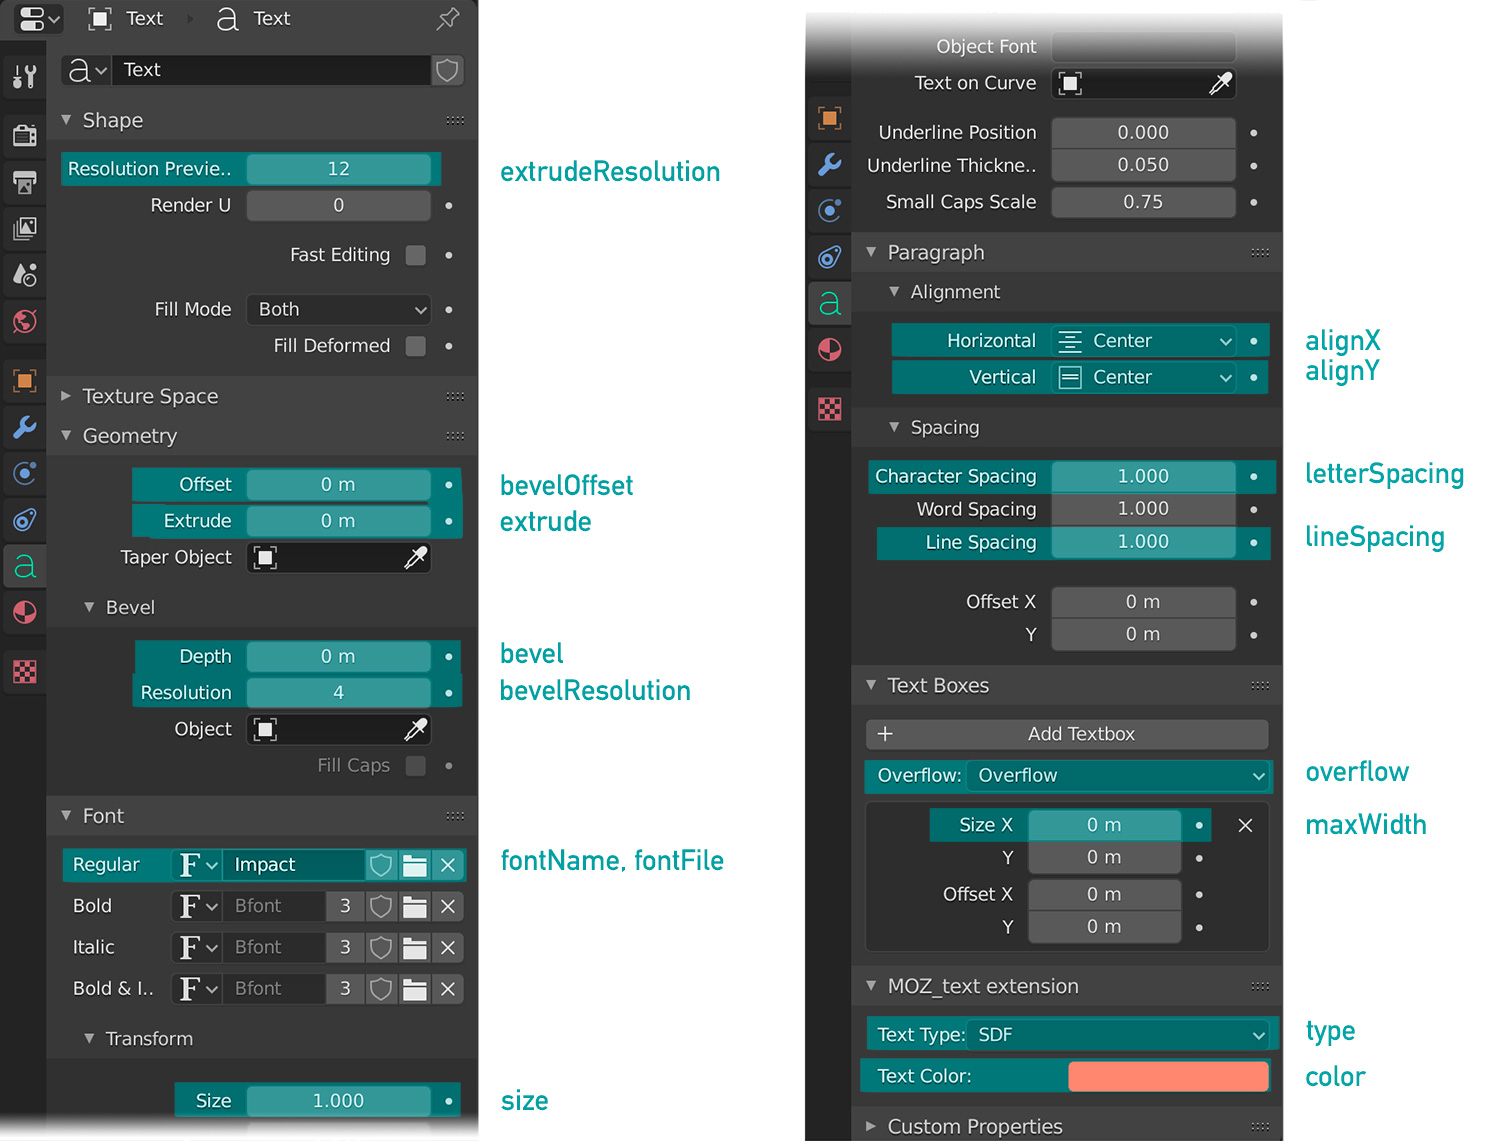 Text
a Text
a Text
Shape
Resolution Previe.. 12 extrudeResolution
Render U 0
Fast Editing
Fill Mode Both
Fill Deformed
Texture Space
Geometry
Offset 0 m bevelOffset
Extrude 0 m extrude
Taper Object
Bevel
Depth 0 m bevel
Resolution 4 bevelResolution
Object
Fill Caps
Font
Regular F Impact fontName, fontFile
Bold F Bfont 3
Italic F Bfont 3
Bold & I.. F Bfont 3
Transform
Size 1.000 size
Object Font
Text on Curve
Underline Position 0.000
Underline Thickne.. 0.050
Small Caps Scale 0.75
Paragraph
Alignment
Horizontal Center alignX
Vertical Center alignY
Spacing
Character Spacing 1.000 letterSpacing
Word Spacing 1.000
Line Spacing 1.000 lineSpacing
Offset X 0 m
Y 0 m
Text Boxes
+ Add Textbox
Overflow: Overflow overflow
Size X 0 m maxWidth
Y 0 m
Offset X 0 m
Y 0 m
MOZ_text extension
Text Type: SDF type
Text Color: color
Custom Properties